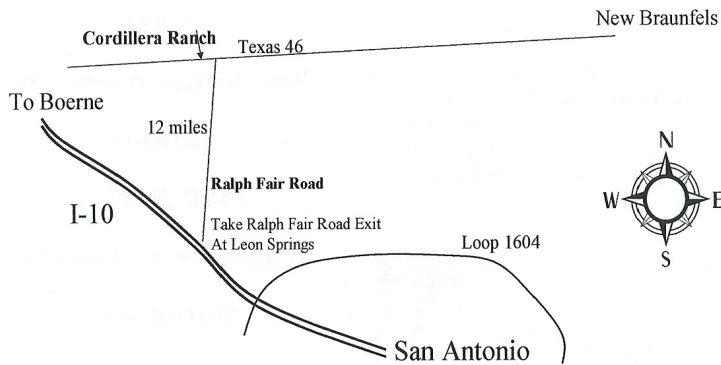 New Braunfels
Cordillera Ranch
Texas 46
To Boerne
12 miles
N
Ralph Fair Road
W
E
I-10
Take Ralph Fair Road Exit
At Leon Springs
Loop 1604
S
San Antonio